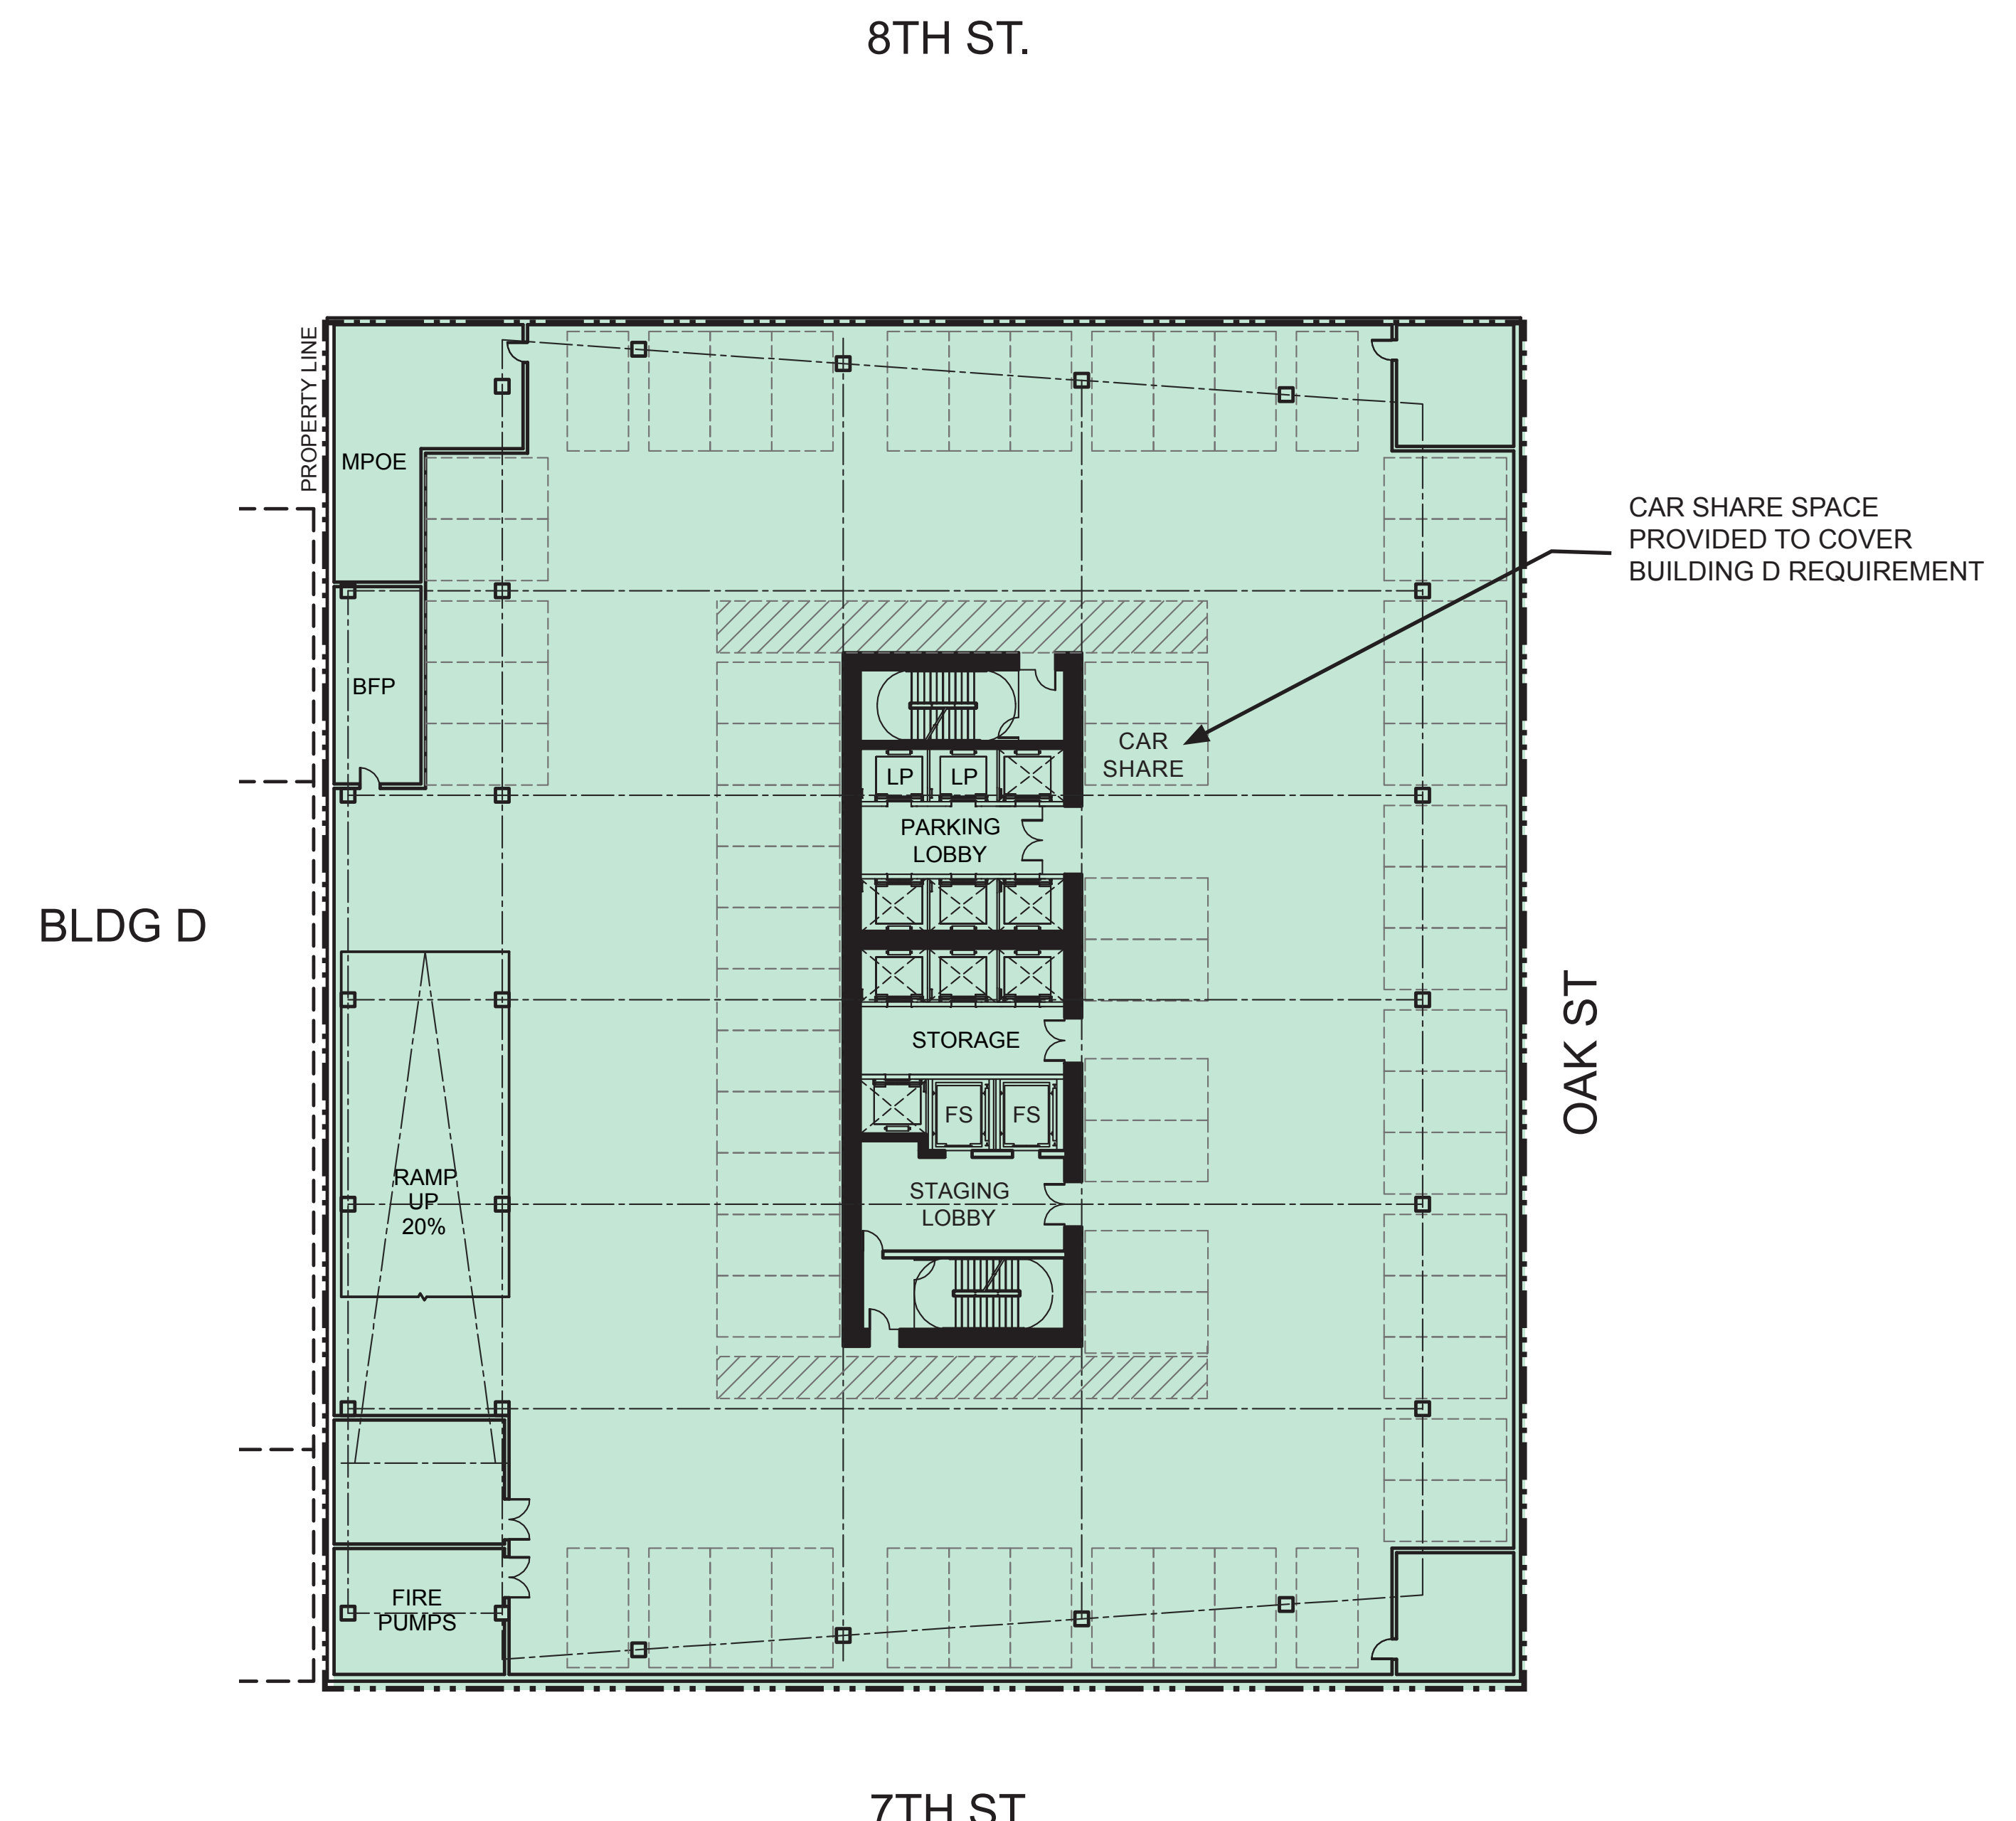 8TH ST.
PROPERTY LINE
MPOE
CAR SHARE SPACE
PROVIDED TO COVER
BUILDING D REQUIREMENT
BFP
CAR
SHARE
LP
LP
PARKING
LOBBY
BLDG D
OAK ST
STORAGE
FS
FS
RAMP
UP
20%
STAGING
LOBBY
FIRE
PUMPS
7TH ST